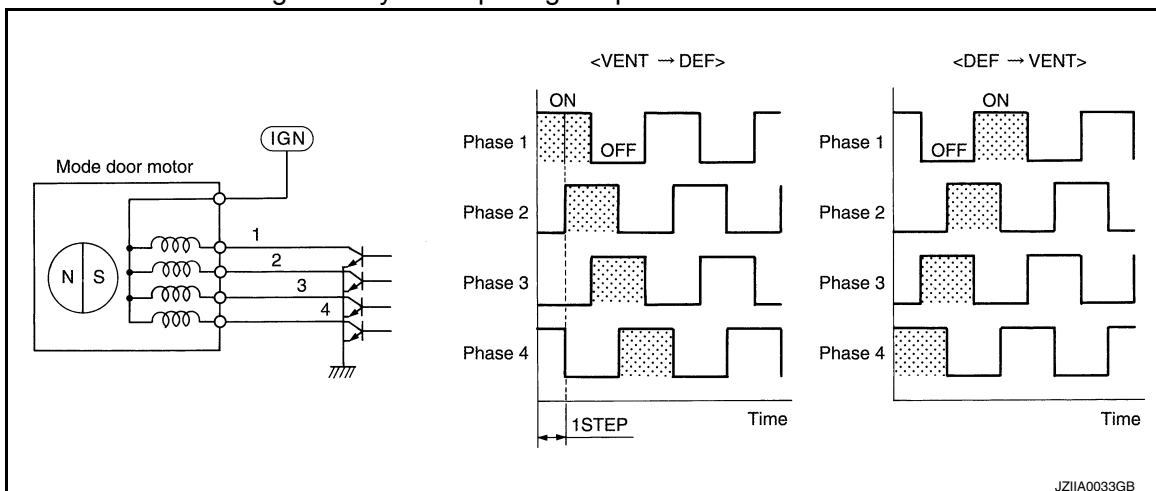 IGN
Mode door motor
N S
1
2
3
4
<VENT → DEF>
ON
Phase 1
OFF
Phase 2
Phase 3
Phase 4
Time
1STEP
<DEF → VENT>
ON
Phase 1
OFF
Phase 2
Phase 3
Phase 4
Time
JZIIA0033GB